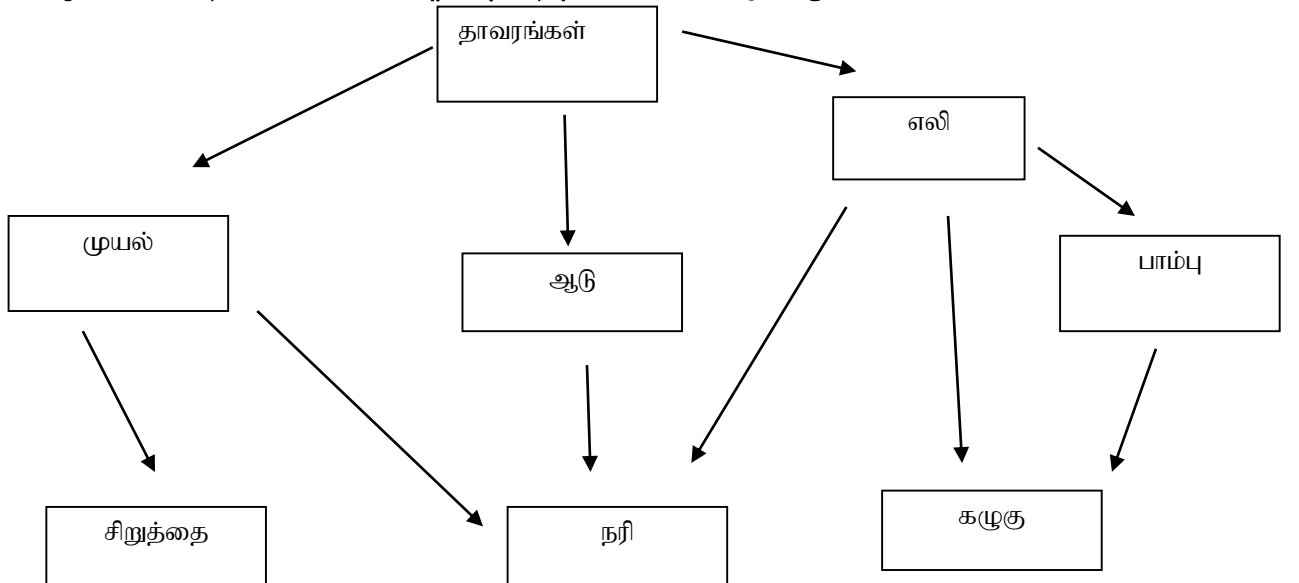 தாவரங்கள்
எலி
முயல்
ஆடு
பாம்பு
சிறுத்தை
நரி
கழுகு